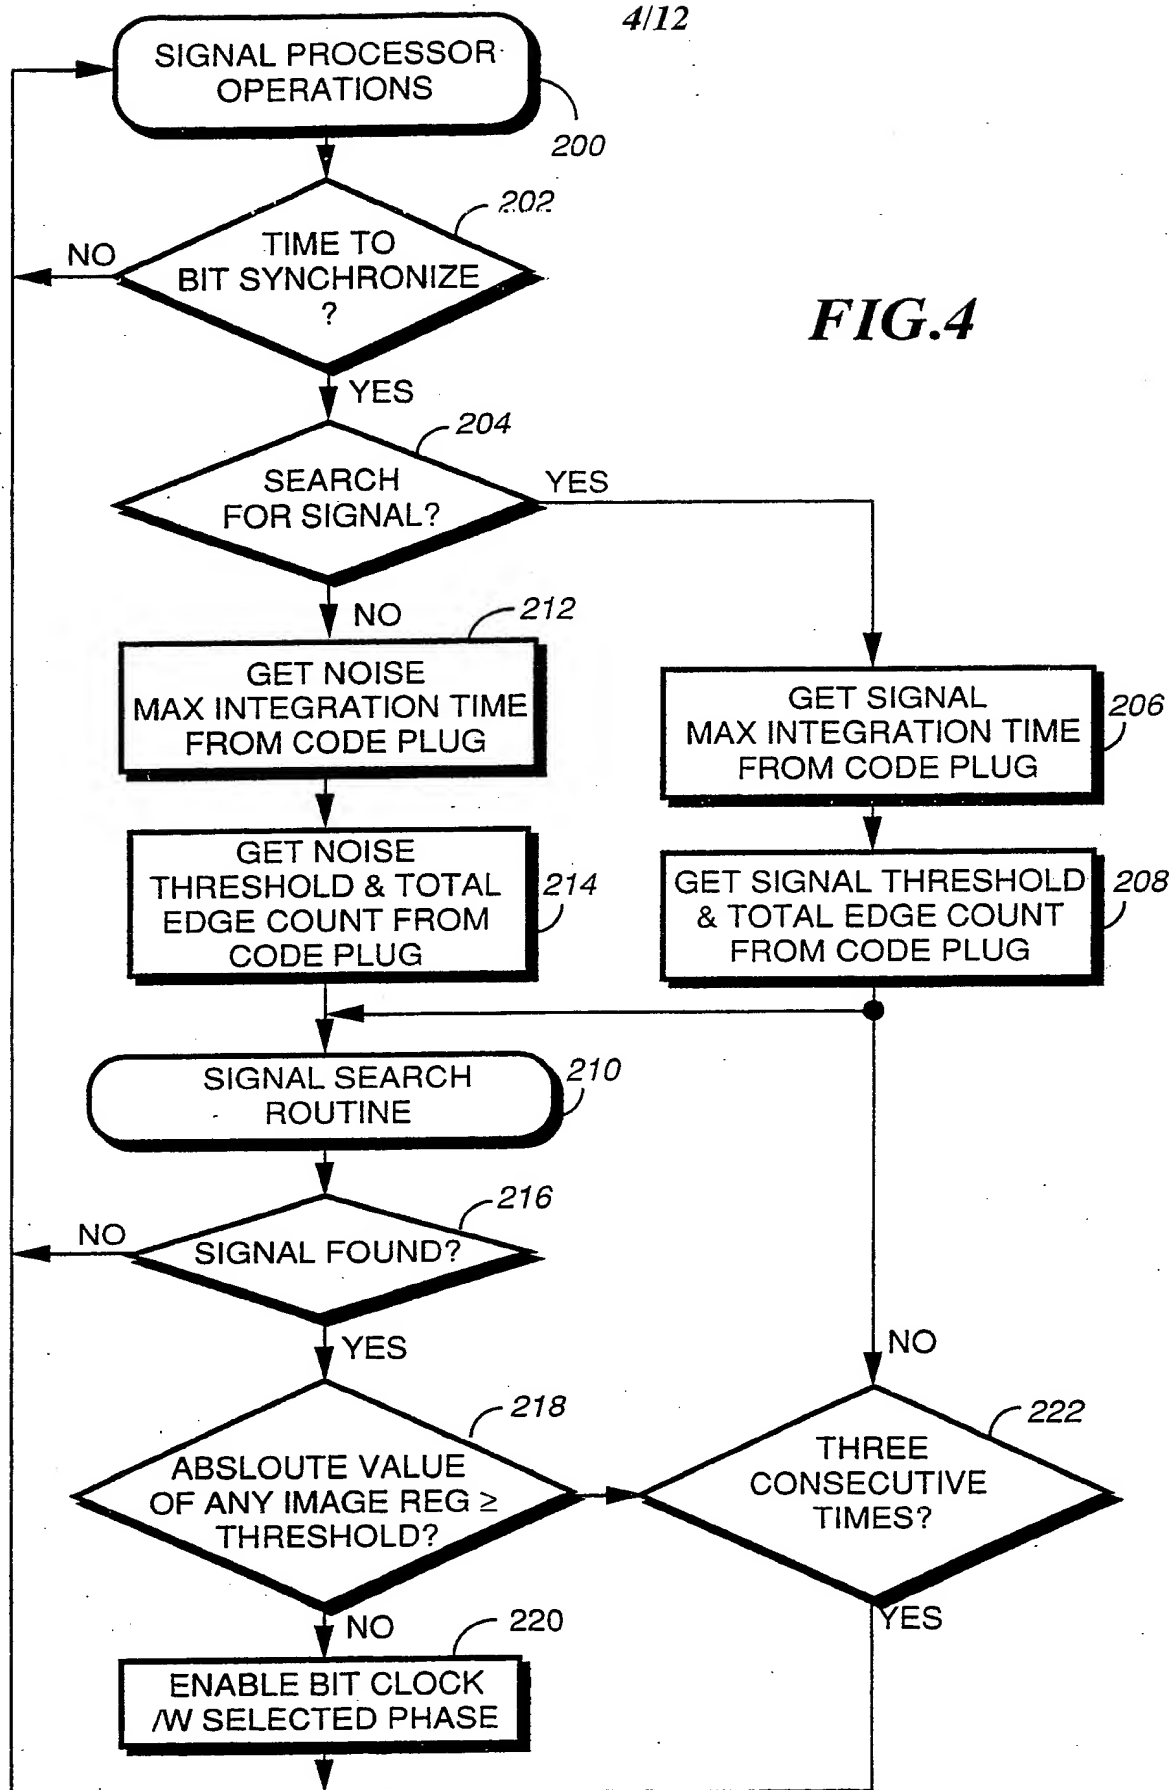 4/12
SIGNAL PROCESSOR
OPERATIONS
200
202
TIME TO
BIT SYNCHRONIZE
?
NO
FIG.4
YES
204
SEARCH
FOR SIGNAL?
YES
NO
212
GET NOISE
MAX INTEGRATION TIME
FROM CODE PLUG
GET SIGNAL
MAX INTEGRATION TIME
FROM CODE PLUG
206
GET NOISE
THRESHOLD & TOTAL
EDGE COUNT FROM
CODE PLUG
214
GET SIGNAL THRESHOLD
& TOTAL EDGE COUNT
FROM CODE PLUG
208
SIGNAL SEARCH
ROUTINE
210
216
NO
SIGNAL FOUND?
YES
NO
218
ABSLOUTE VALUE
OF ANY IMAGE REG ≥
THRESHOLD?
222
THREE
CONSECUTIVE
TIMES?
NO
YES
220
ENABLE BIT CLOCK
/W SELECTED PHASE